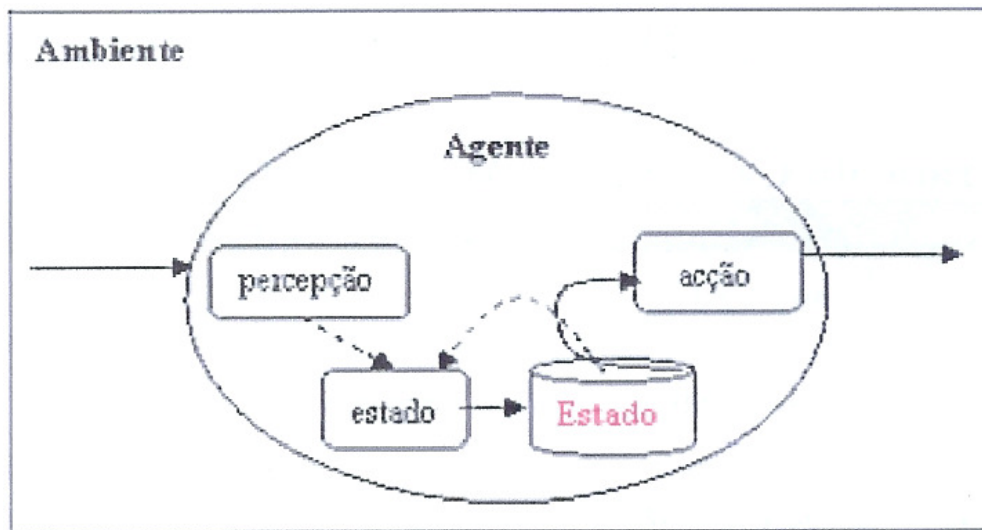 Ambiente
Agente
percepção
acção
estado
Estado